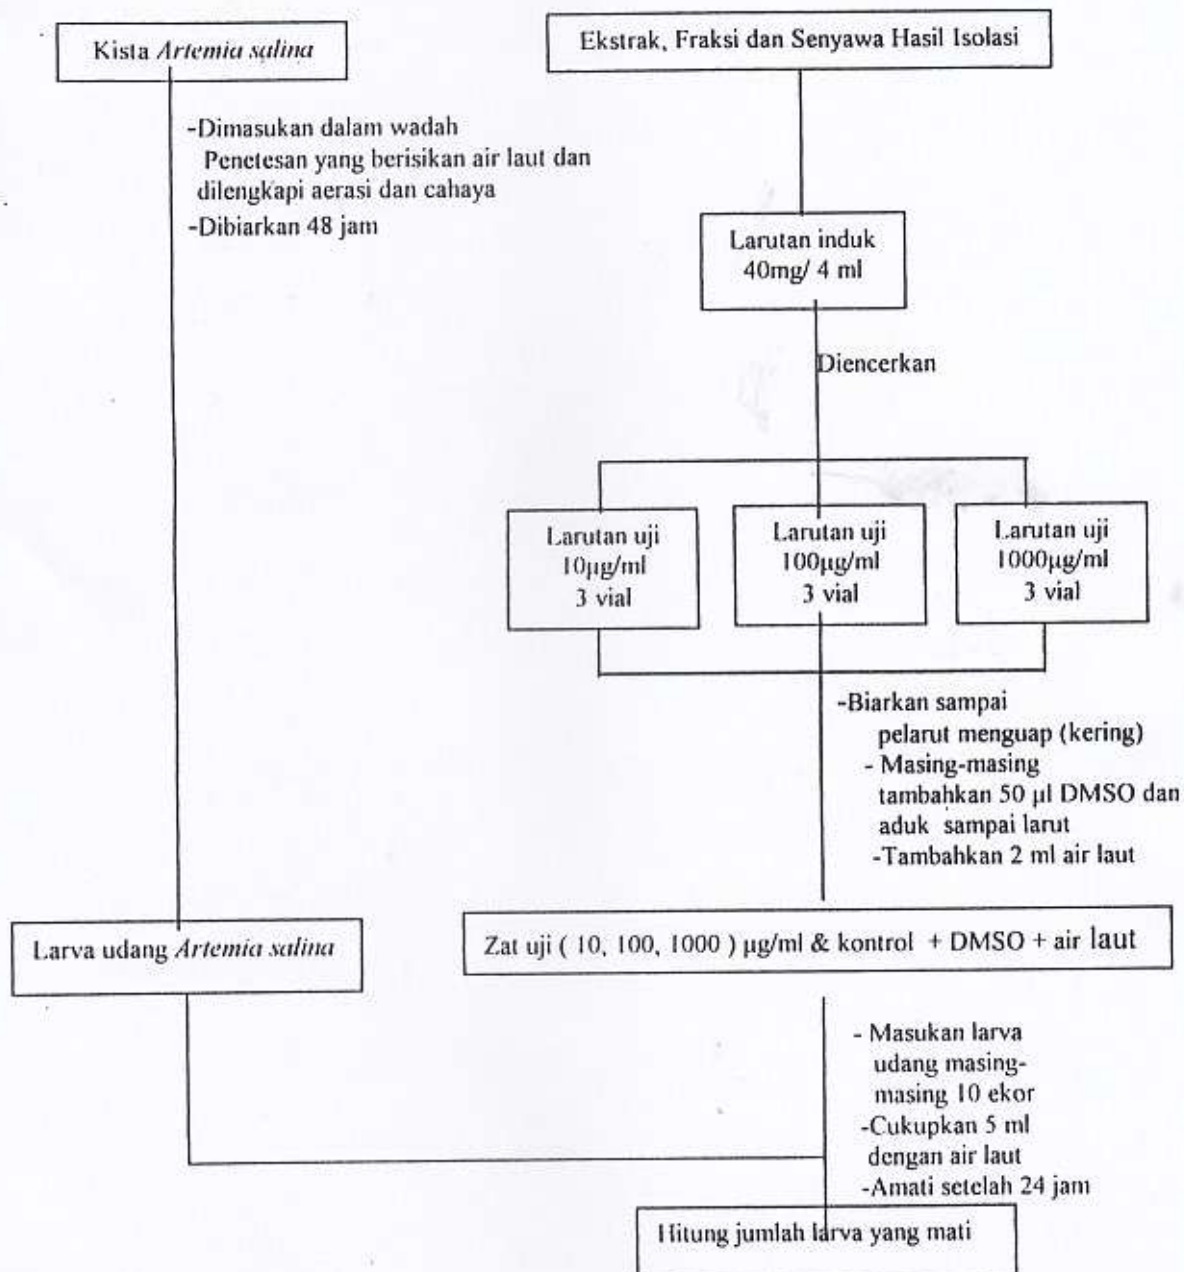 Kista Artemia salina
-Dimasukan dalam wadah
Penetesan yang berisikan air laut dan
dilengkapi aerasi dan cahaya
-Dibiarkan 48 jam
Larva udang Artemia salina
Ekstrak, Fraksi dan Senyawa Hasil Isolasi
Larutan induk
40mg/ 4 ml
Diencerkan
Larutan uji
10µg/ml
3 vial
Larutan uji
100µg/ml
3 vial
Larutan uji
1000µg/ml
3 vial
-Biarkan sampai
pelarut menguap (kering)
- Masing-masing
tambahkan 50 µl DMSO dan
aduk sampai larut
-Tambahkan 2 ml air laut
Zat uji ( 10, 100, 1000 ) µg/ml & kontrol + DMSO + air laut
- Masukan larva
udang masing-
masing 10 ekor
-Cukupkan 5 ml
dengan air laut
-Amati setelah 24 jam
Hitung jumlah larva yang mati